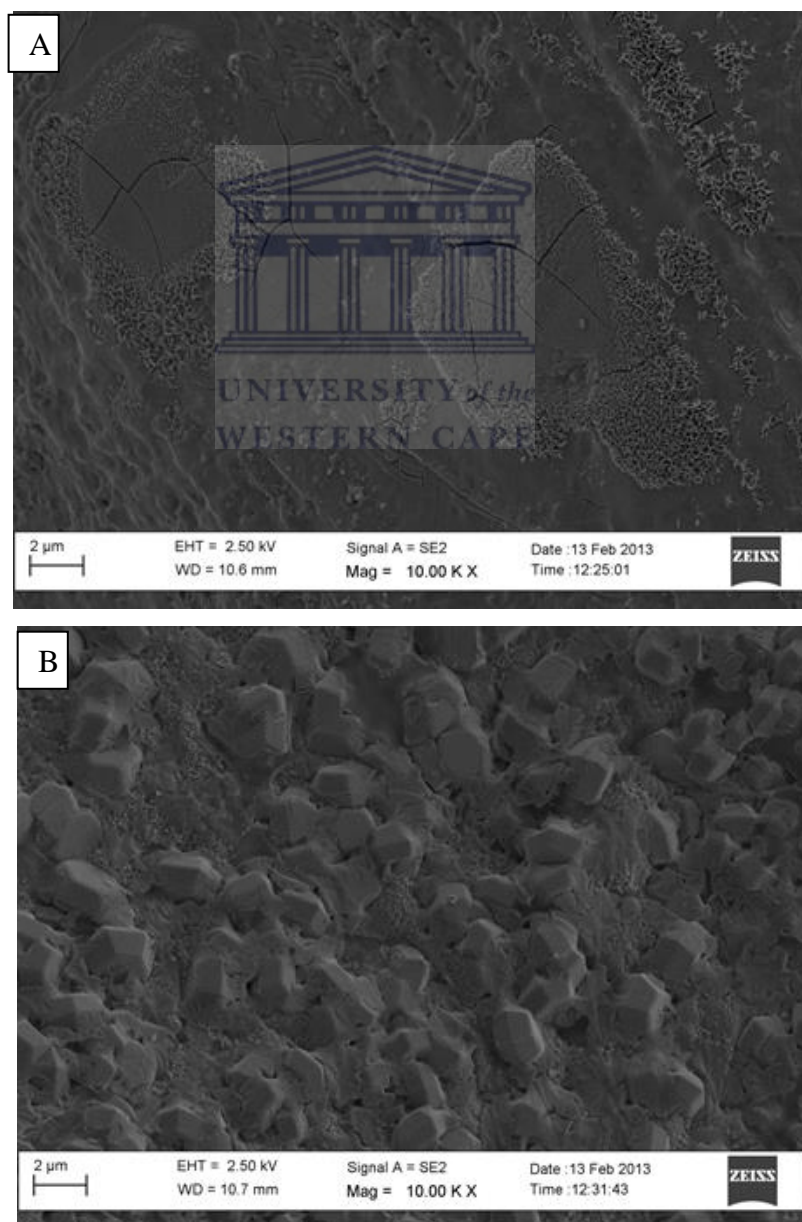 A
UNIVERSITY of the
WESTERN CAPE
2 µm
EHT = 2.50 kV
WD = 10.6 mm
Signal A = SE2
Mag = 10.00 K X
Date :13 Feb 2013
Time :12:25:01
ZEISS
B
2 µm
EHT = 2.50 kV
WD = 10.7 mm
Signal A = SE2
Mag = 10.00 K X
Date :13 Feb 2013
Time :12:31:43
ZEISS